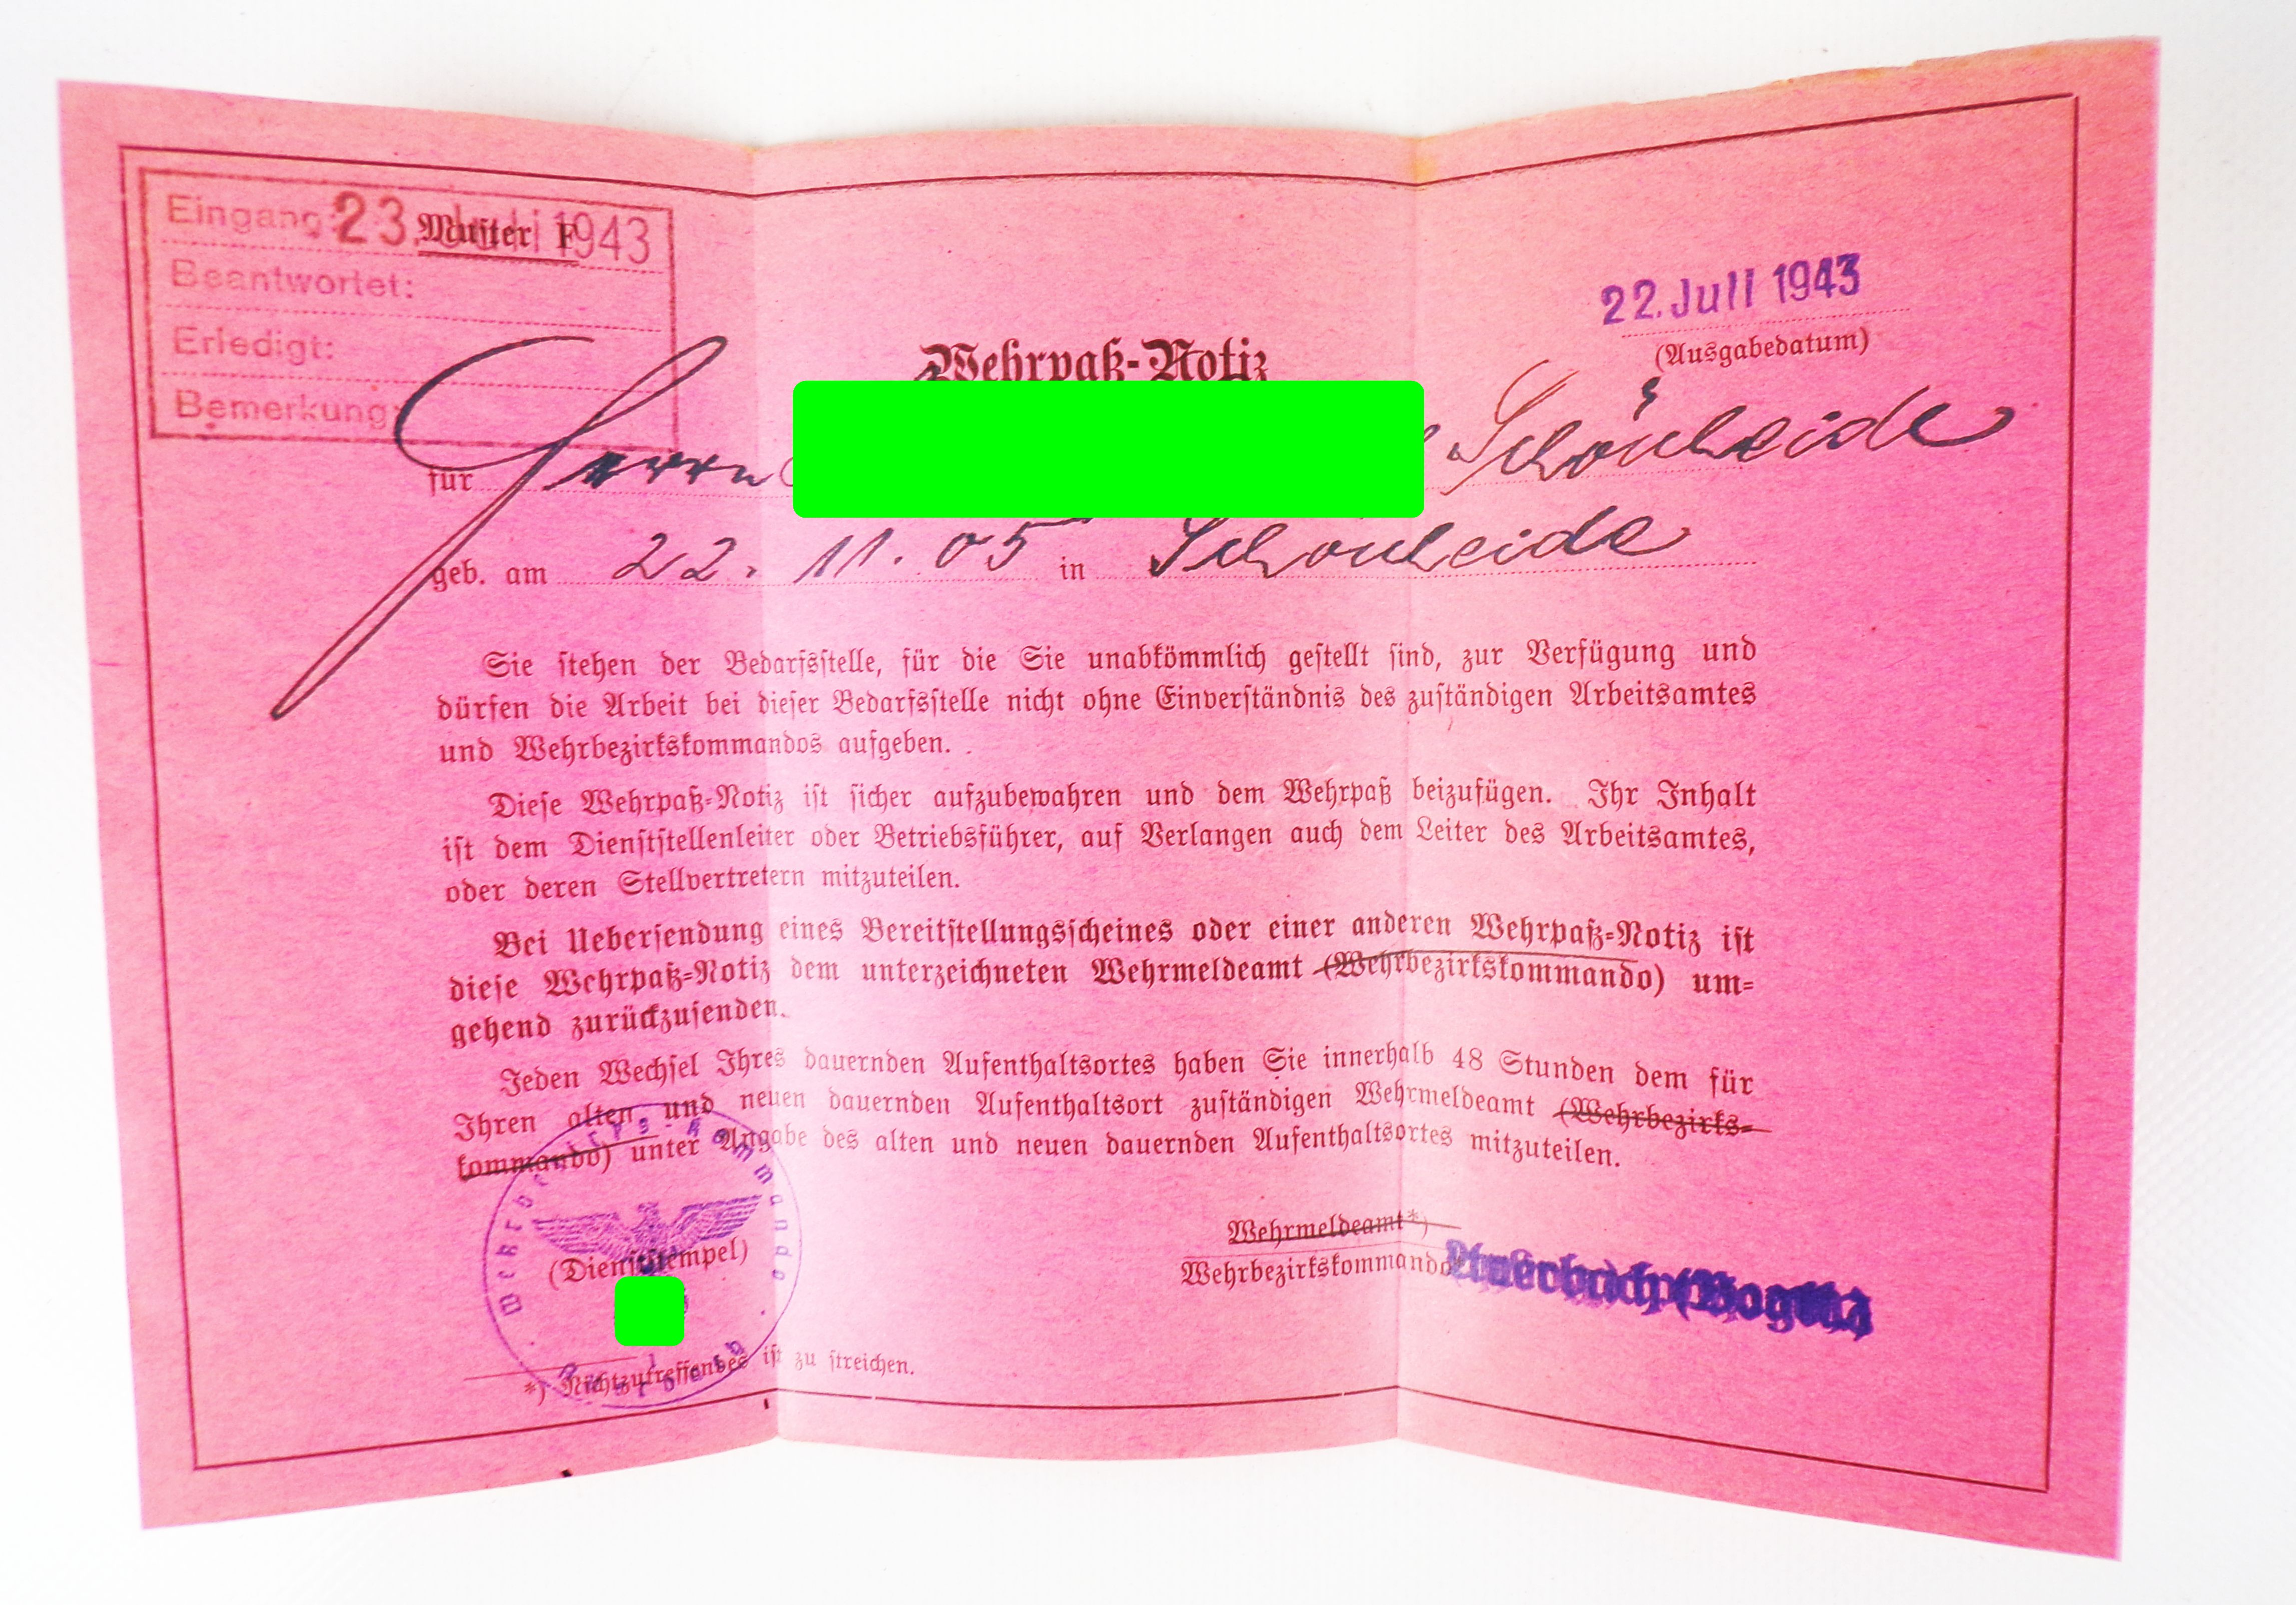 Eingang: 23. Juli 1943
Muster F
Beantwortet:
Erledigt:
Bemerkung:
22. Juli 1943
(Ausgabedatum)
Wehrpaß-Notiz
für Herrn Schönheide
geb. am 22. 11. 05 in Schönheide
Sie stehen der Bedarfsstelle, für die Sie unabkömmlich gestellt sind, zur Verfügung und
dürfen die Arbeit bei dieser Bedarfsstelle nicht ohne Einverständnis des zuständigen Arbeitsamtes
und Wehrbezirkskommandos aufgeben.
Diese Wehrpaß-Notiz ist sicher aufzubewahren und dem Wehrpaß beizufügen. Ihr Inhalt
ist dem Dienststellenleiter oder Betriebsführer, auf Verlangen auch dem Leiter des Arbeitsamtes,
oder deren Stellvertretern mitzuteilen.
Bei Uebersendung eines Bereitstellungsscheines oder einer anderen Wehrpaß-Notiz ist
diese Wehrpaß-Notiz dem unterzeichneten Wehrmeldeamt (Wehrbezirkskommando) um-
gehend zurückzusenden.
Jeden Wechsel Ihres dauernden Aufenthaltsortes haben Sie innerhalb 48 Stunden dem für
Ihren alten und neuen dauernden Aufenthaltsort zuständigen Wehrmeldeamt (Wehrbezirks-
kommando) unter Angabe des alten und neuen dauernden Aufenthaltsortes mitzuteilen.
Wehrbezirks-Kommando
(Dienststempel)
Wehrmeldeamt*)
Wehrbezirkskommando Auerbach (Vogtl.)
*) Nichtzutreffendes ist zu streichen.